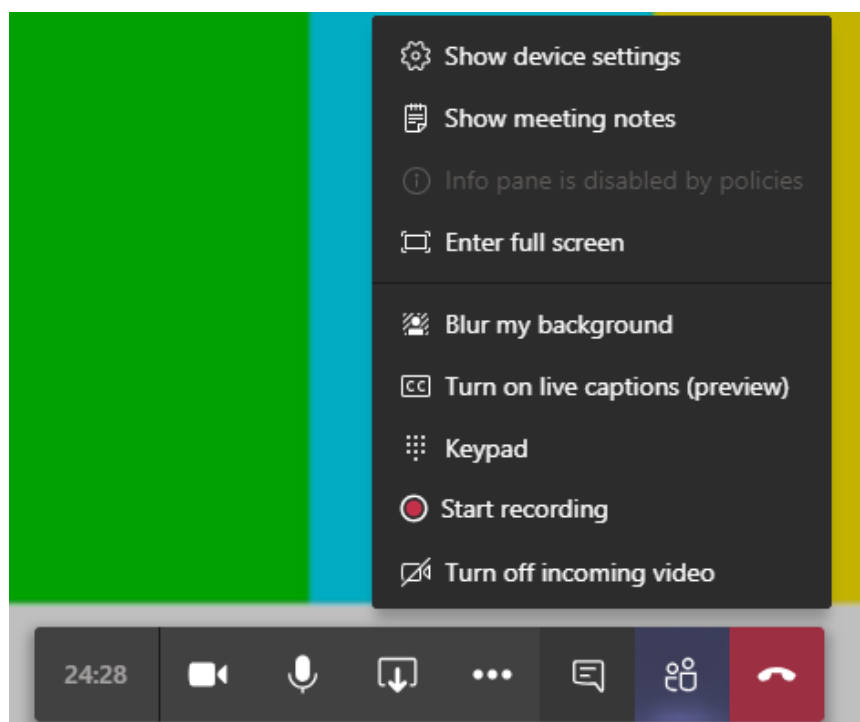 Show device settings
Show meeting notes
Info pane is disabled by policies
Enter full screen
Blur my background
CC Turn on live captions (preview)
Keypad
Start recording
Turn off incoming video
24:28